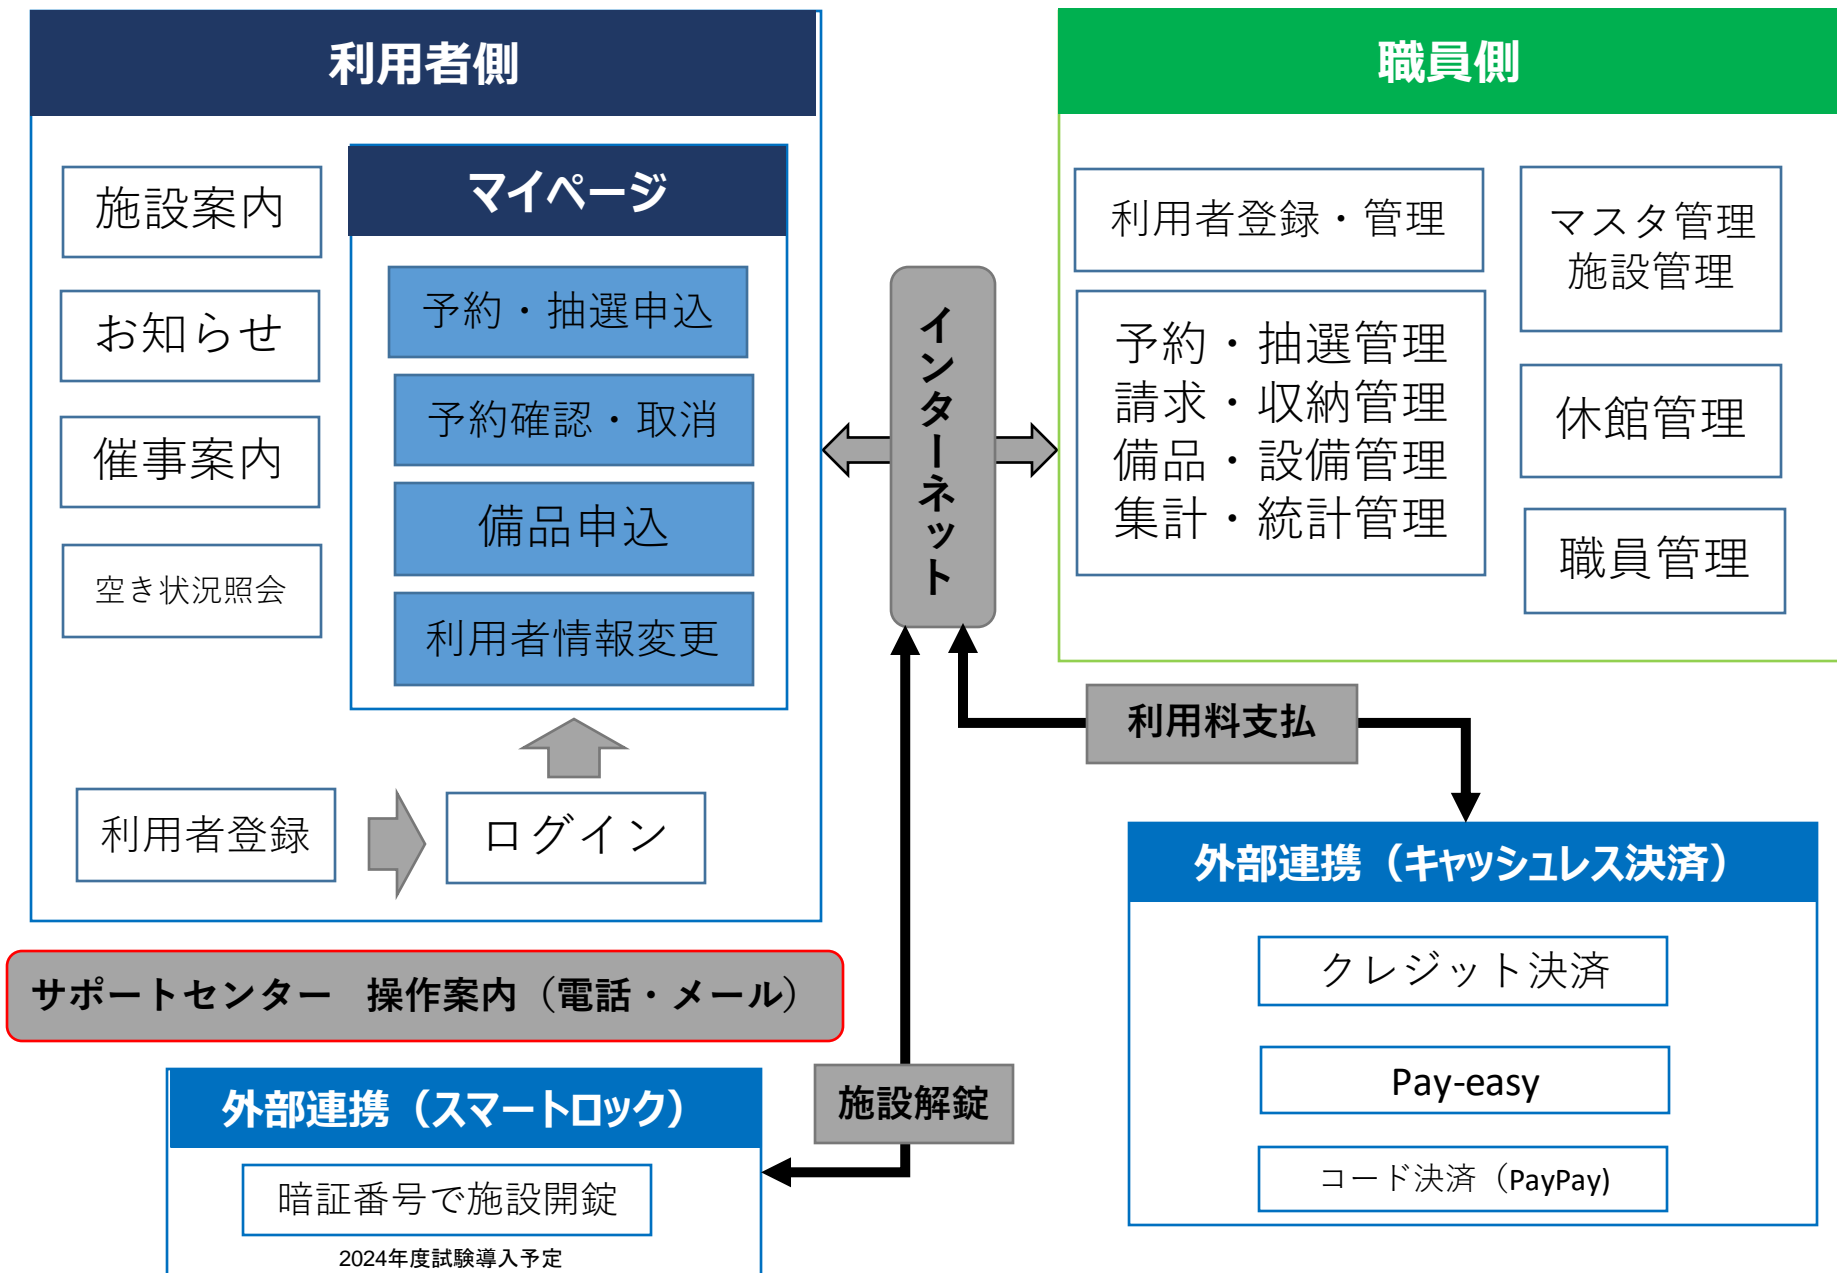 利用者側
施設案内
お知らせ
催事案内
空き状況照会
マイページ
予約・抽選申込
予約確認・取消
備品申込
利用者情報変更
利用者登録
ログイン
インターネット
職員側
利用者登録・管理
予約・抽選管理
請求・収納管理
備品・設備管理
集計・統計管理
マスタ管理
施設管理
休館管理
職員管理
利用料支払
外部連携（キャッシュレス決済）
クレジット決済
Pay-easy
コード決済（PayPay)
サポートセンター　操作案内（電話・メール）
施設解錠
外部連携（スマートロック）
暗証番号で施設開錠
2024年度試験導入予定